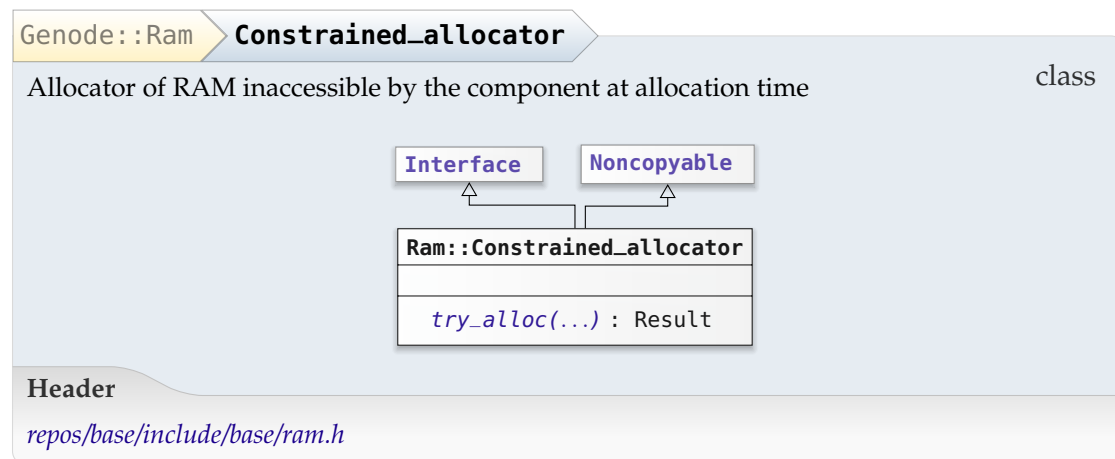 Genode::Ram Constrained_allocator
Allocator of RAM inaccessible by the component at allocation time
class
Interface
Noncopyable
Ram::Constrained_allocator
try_alloc(...) : Result
Header
repos/base/include/base/ram.h